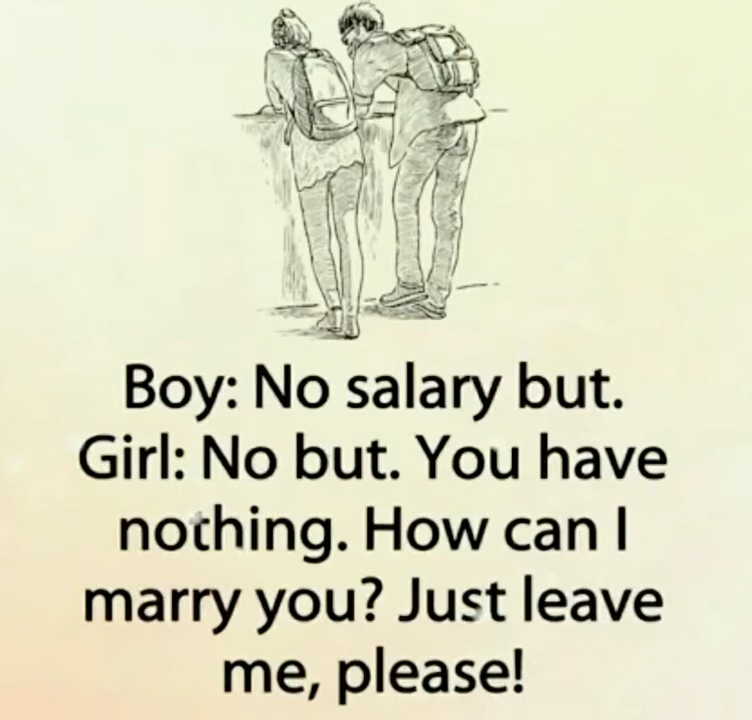 Boy: No salary but.
Girl: No but. You have
nothing. How can I
marry you? Just leave
me, please!